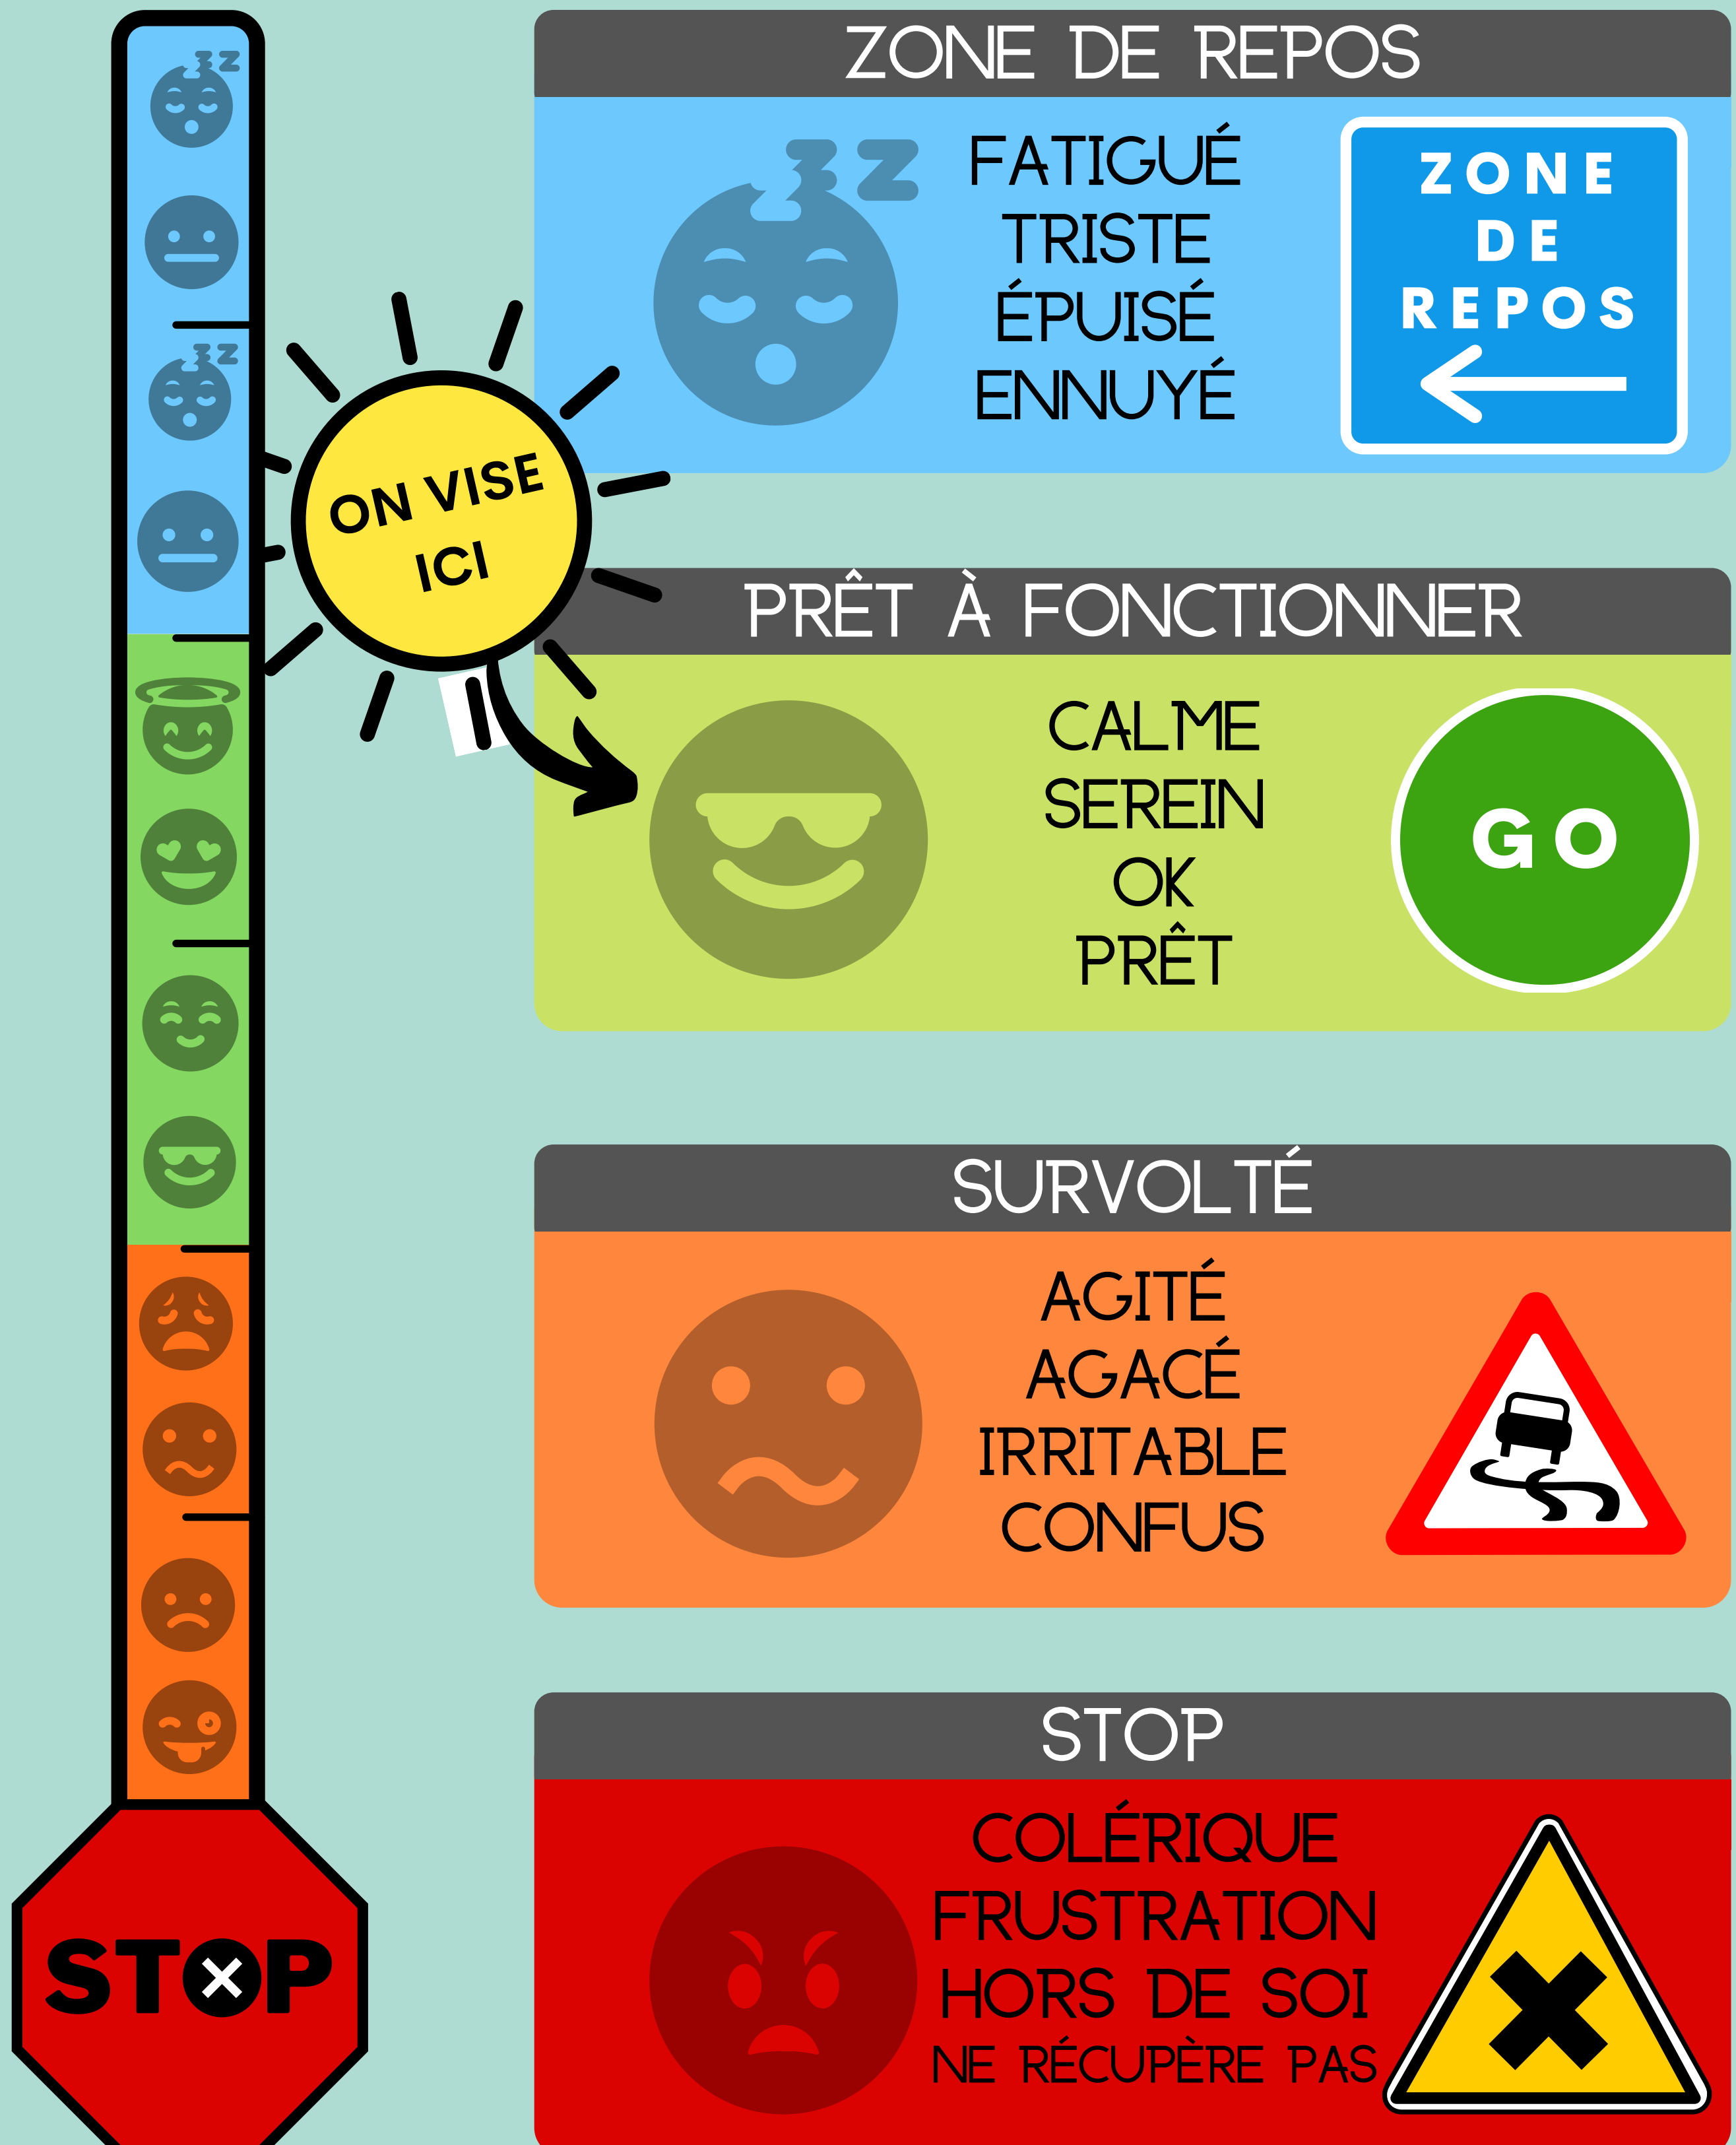 ZONE DE REPOS
FATIGUÉ
TRISTE
ÉPUISÉ
ENNUYÉ
ZONE
DE
REPOS
ON VISE
ICI
PRÊT À FONCTIONNER
CALME
SEREIN
OK
PRÊT
GO
SURVOLTÉ
AGITÉ
AGACÉ
IRRITABLE
CONFUS
STOP
COLÉRIQUE
FRUSTRATION
HORS DE SOI
NE RÉCUPÈRE PAS
STOP